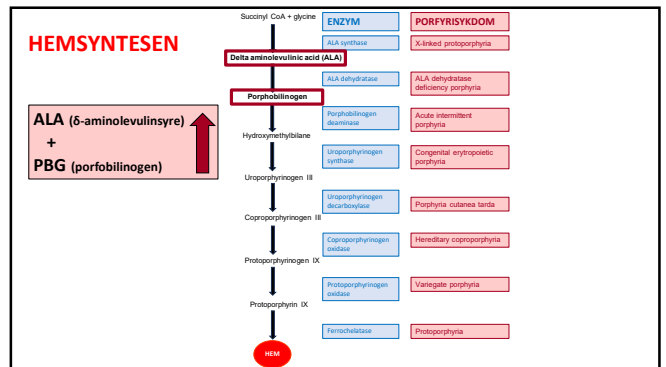 HEMSYNTESEN
ALA (δ-aminolevulinsyre)
+
PBG (porfobilinogen)
Succinyl CoA + glycine
Delta aminolevulinic acid (ALA)
Porphobilinogen
Hydroxymethylbilane
Uroporphyrinogen III
Coproporphyrinogen III
Protoporphyrinogen IX
Protoporphyrin IX
HEM
ENZYM
ALA synthase
ALA dehydratase
Porphobilinogen
deaminase
Uroporphyrinogen
synthase
Uroporphyrinogen
decarboxylase
Coproporphyrinogen
oxidase
Protoporphyrinogen
oxidase
Ferrochelatase
PORFYRISYKDOM
X-linked protoporphyria
ALA dehydratase
deficiency porphyria
Acute intermittent
porphyria
Congenital erytropoietic
porphyria
Porphyria cutanea tarda
Hereditary coproporphyria
Variegate porphyria
Protoporphyria